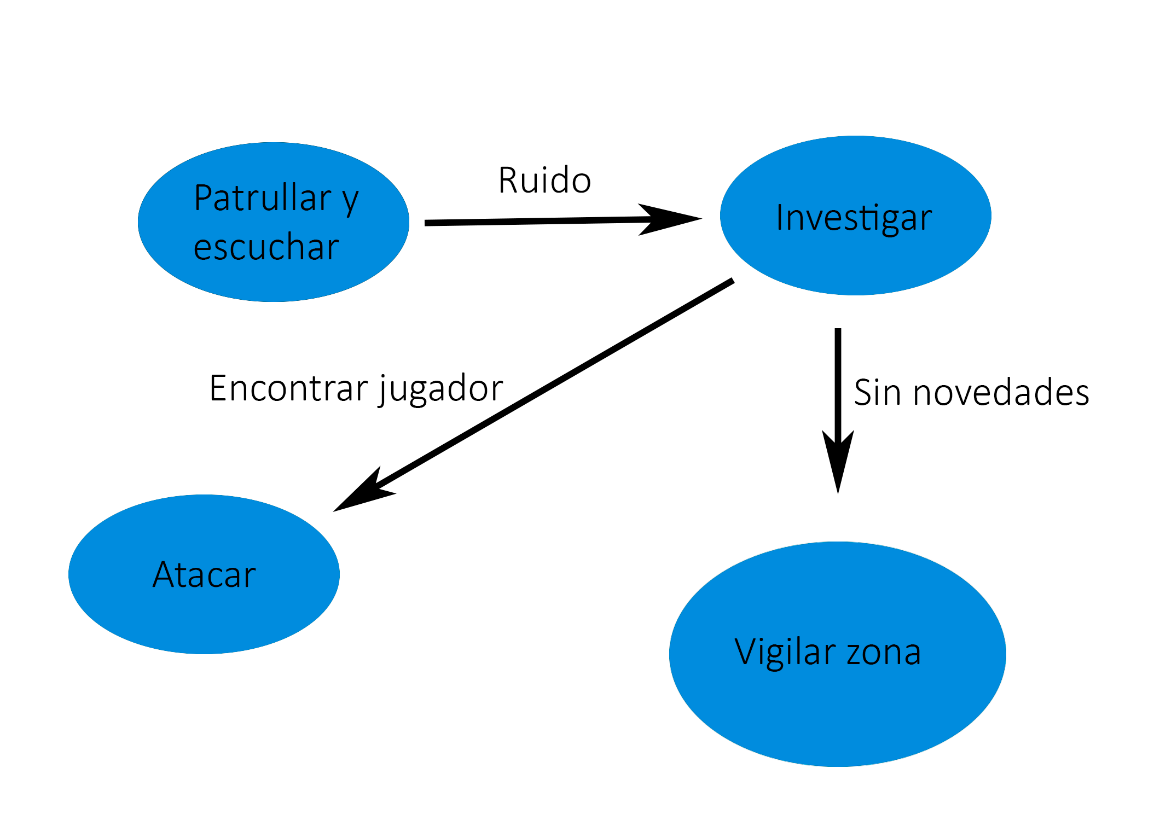 Ruido
Patrullar y
escuchar
Investigar
Encontrar jugador
Sin novedades
Atacar
Vigilar zona